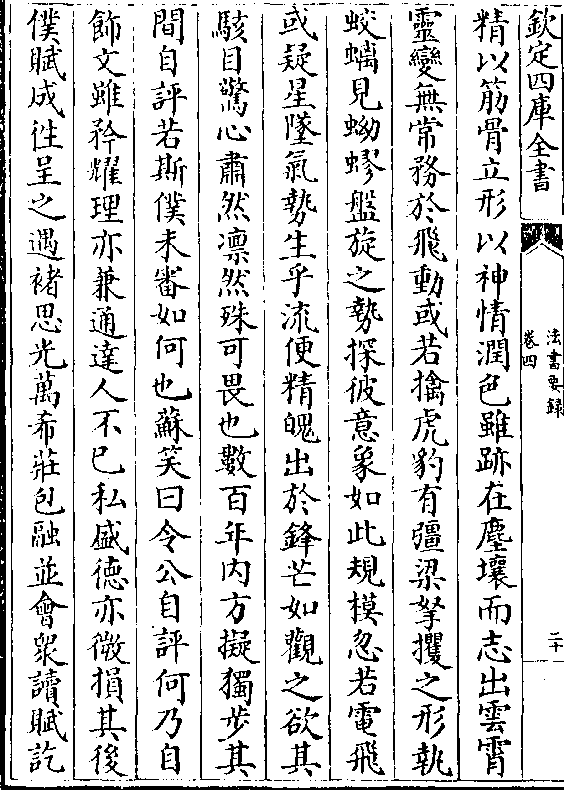 欽定四庫全書
法書要錄
卷四
二十
精以筋骨立形以神情潤色雖跡在塵壤而志出雲霄
靈變無常務於飛動或若擒虎豹有彊梁拏攫之形執
蛟螭見蚴蟉盤旋之勢探彼意象如此規模忽若電飛
或疑星墜氣勢生乎流便精魄出於鋒芒如觀之欲其
駭目驚心肅然凛然殊可畏也數百年内方擬獨步其
間自評若斯僕未審如何也蘇笑曰令公自評何乃自
飾文雖矜耀理亦兼通達人不已私盛德亦微損其後
僕賦成往呈之遇褚思光萬希莊包融並會衆讀賦訖